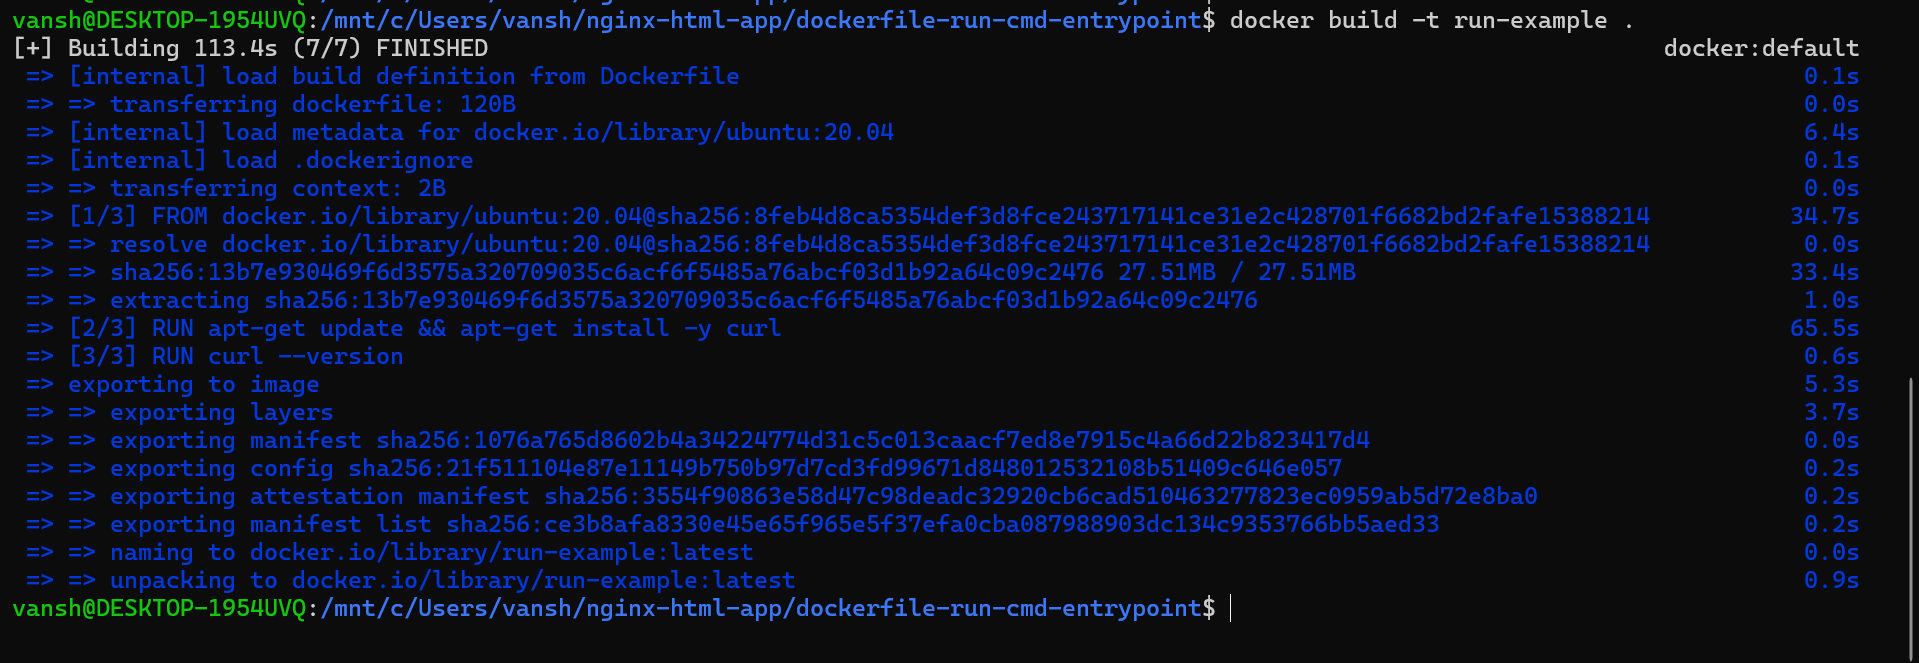 vansh@DESKTOP-1954UVQ:/mnt/c/Users/vansh/nginx-html-app/dockerfile-run-cmd-entrypoint$ docker build -t run-example .
[+] Building 113.4s (7/7) FINISHED docker:default
=> [internal] load build definition from Dockerfile 0.1s
=> => transferring dockerfile: 120B 0.0s
=> [internal] load metadata for docker.io/library/ubuntu:20.04 6.4s
=> [internal] load .dockerignore 0.1s
=> => transferring context: 2B 0.0s
=> [1/3] FROM docker.io/library/ubuntu:20.04@sha256:8feb4d8ca5354def3d8fce243717141ce31e2c428701f6682bd2fafe15388214 34.7s
=> => resolve docker.io/library/ubuntu:20.04@sha256:8feb4d8ca5354def3d8fce243717141ce31e2c428701f6682bd2fafe15388214 0.0s
=> => sha256:13b7e930469f6d3575a320709035c6acf6f5485a76abcf03d1b92a64c09c2476 27.51MB / 27.51MB 33.4s
=> => extracting sha256:13b7e930469f6d3575a320709035c6acf6f5485a76abcf03d1b92a64c09c2476 1.0s
=> [2/3] RUN apt-get update && apt-get install -y curl 65.5s
=> [3/3] RUN curl --version 0.6s
=> exporting to image 5.3s
=> => exporting layers 3.7s
=> => exporting manifest sha256:1076a765d8602b4a34224774d31c5c013caacf7ed8e7915c4a66d22b823417d4 0.0s
=> => exporting config sha256:21f511104e87e11149b750b97d7cd3fd99671d848012532108b51409c646e057 0.2s
=> => exporting attestation manifest sha256:3554f90863e58d47c98deadc32920cb6cad510463277823ec0959ab5d72e8ba0 0.2s
=> => exporting manifest list sha256:ce3b8afa8330e45e65f965e5f37efa0cba087988903dc134c9353766bb5aed33 0.2s
=> => naming to docker.io/library/run-example:latest 0.0s
=> => unpacking to docker.io/library/run-example:latest 0.9s
vansh@DESKTOP-1954UVQ:/mnt/c/Users/vansh/nginx-html-app/dockerfile-run-cmd-entrypoint$